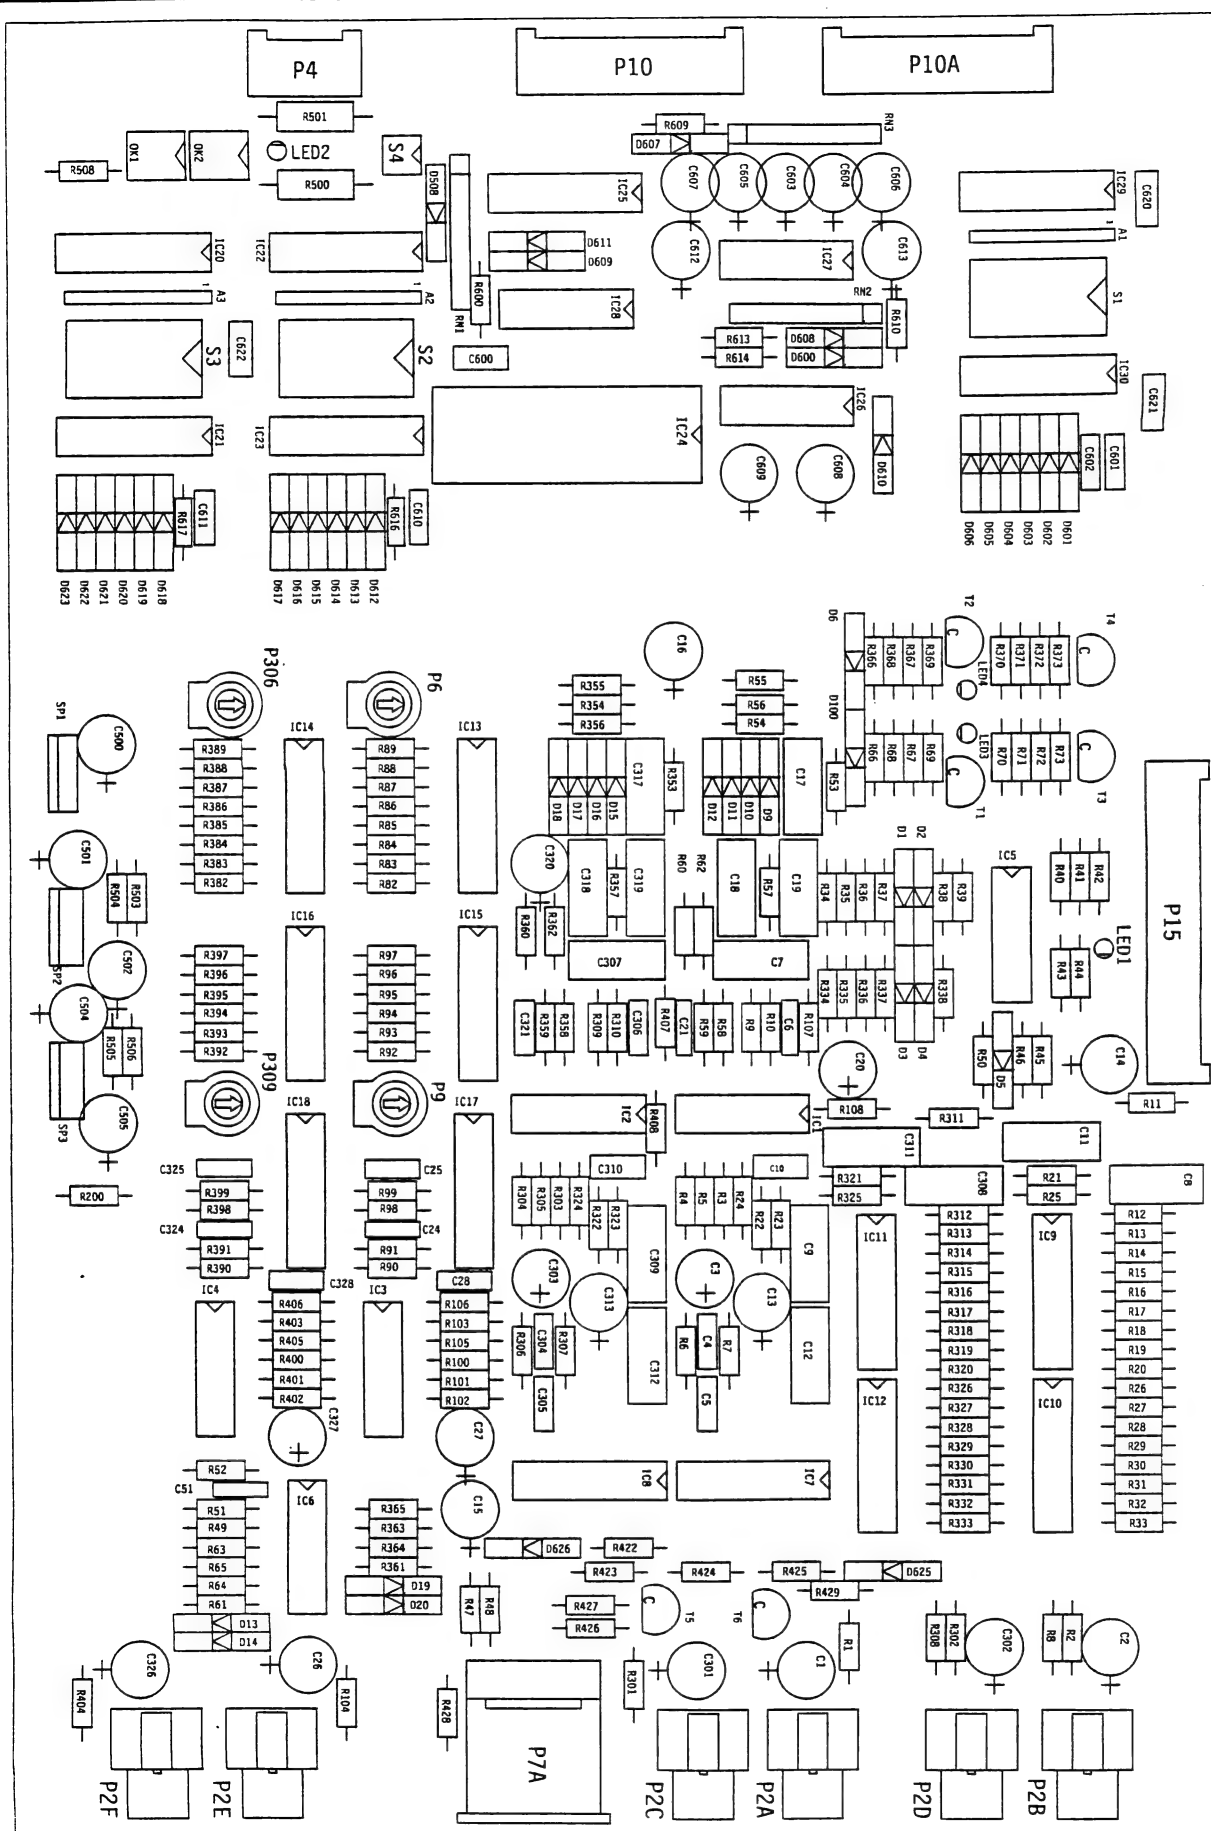 P4
P10
P10A
R501
R609
D607
RN3
OK1
OK2
LED2
S4
R508
R500
D508
IC25
C607
C605
C603
C604
C606
IC29
C620
IC20
IC22
D611
D609
C612
IC27
C613
1
A1
1
A3
1
A2
R600
RN1
IC28
RN2
R610
S1
S3
C622
S2
C600
R613
R614
D608
D600
IC30
C621
IC21
IC23
IC24
IC26
C609
C608
D610
C602
C601
R617
C611
R616
C610
D606
D605
D604
D603
D602
D601
D623
D622
D621
D620
D619
D618
D617
D616
D615
D614
D613
D612
P306
P6
C16
D6
R366
R368
R367
R369
T2
C
LED4
R370
R371
R372
R373
T4
C
R355
R354
R356
R55
R56
R54
D100
SP1
C500
IC14
IC13
R66
R68
R67
R69
LED3
C
T1
R70
R71
R72
R73
C
T3
R389
R388
R387
R386
R385
R384
R383
R382
R89
R88
R87
R86
R85
R84
R83
R82
D18
D17
D16
D15
C317
R353
D12
D11
D10
D9
C17
R53
P15
C501
R504
R503
C320
C318
R357
C319
R60
R62
C18
R57
C19
R34
R35
R36
R37
D1
D2
R38
R39
IC5
R40
R41
R42
LED1
SP2
C502
IC16
IC15
R360
R362
C307
C7
R43
R44
R397
R396
R395
R394
R393
R392
R97
R96
R95
R94
R93
R92
R334
R335
R336
R337
R338
D3
D4
C504
R505
R506
C321
R359
R358
R309
R310
C306
R407
C21
R59
R58
R9
R10
C6
R107
C20
R50
D5
R46
R45
C14
SP3
C505
P309
P9
IC18
IC17
IC2
R408
IC1
R108
R311
R11
C325
C25
R200
R399
R398
R99
R98
C324
C24
R391
R390
R91
R90
C310
C10
C311
C11
R321
R325
C308
R21
R25
C8
R304
R305
R303
R324
R322
R323
C309
R4
R5
R3
R24
R22
R23
C9
IC11
IC9
R312
R313
R314
R315
R316
R317
R318
R319
R320
R326
R327
R328
R329
R330
R331
R332
R333
R12
R13
R14
R15
R16
R17
R18
R19
R20
R26
R27
R28
R29
R30
R31
R32
R33
IC4
C328
IC3
C28
C303
C313
C3
C13
R406
R403
R405
R400
R401
R402
R106
R103
R105
R100
R101
R102
R306
C304
R307
C305
C312
R6
C4
R7
C5
C12
IC12
IC10
C327
C27
R52
C51
IC6
C15
IC8
IC7
R51
R49
R63
R65
R64
R61
R365
R363
R364
R361
D19
D20
D13
D14
D626
R422
R423
R424
R425
R429
D625
R47
R48
R427
R426
C
T5
C
T6
R1
R308
R302
C302
R8
R2
C2
C326
C26
R404
R104
R428
R301
C301
C1
P2F
P2E
P7A
P2C
P2A
P2D
P2B